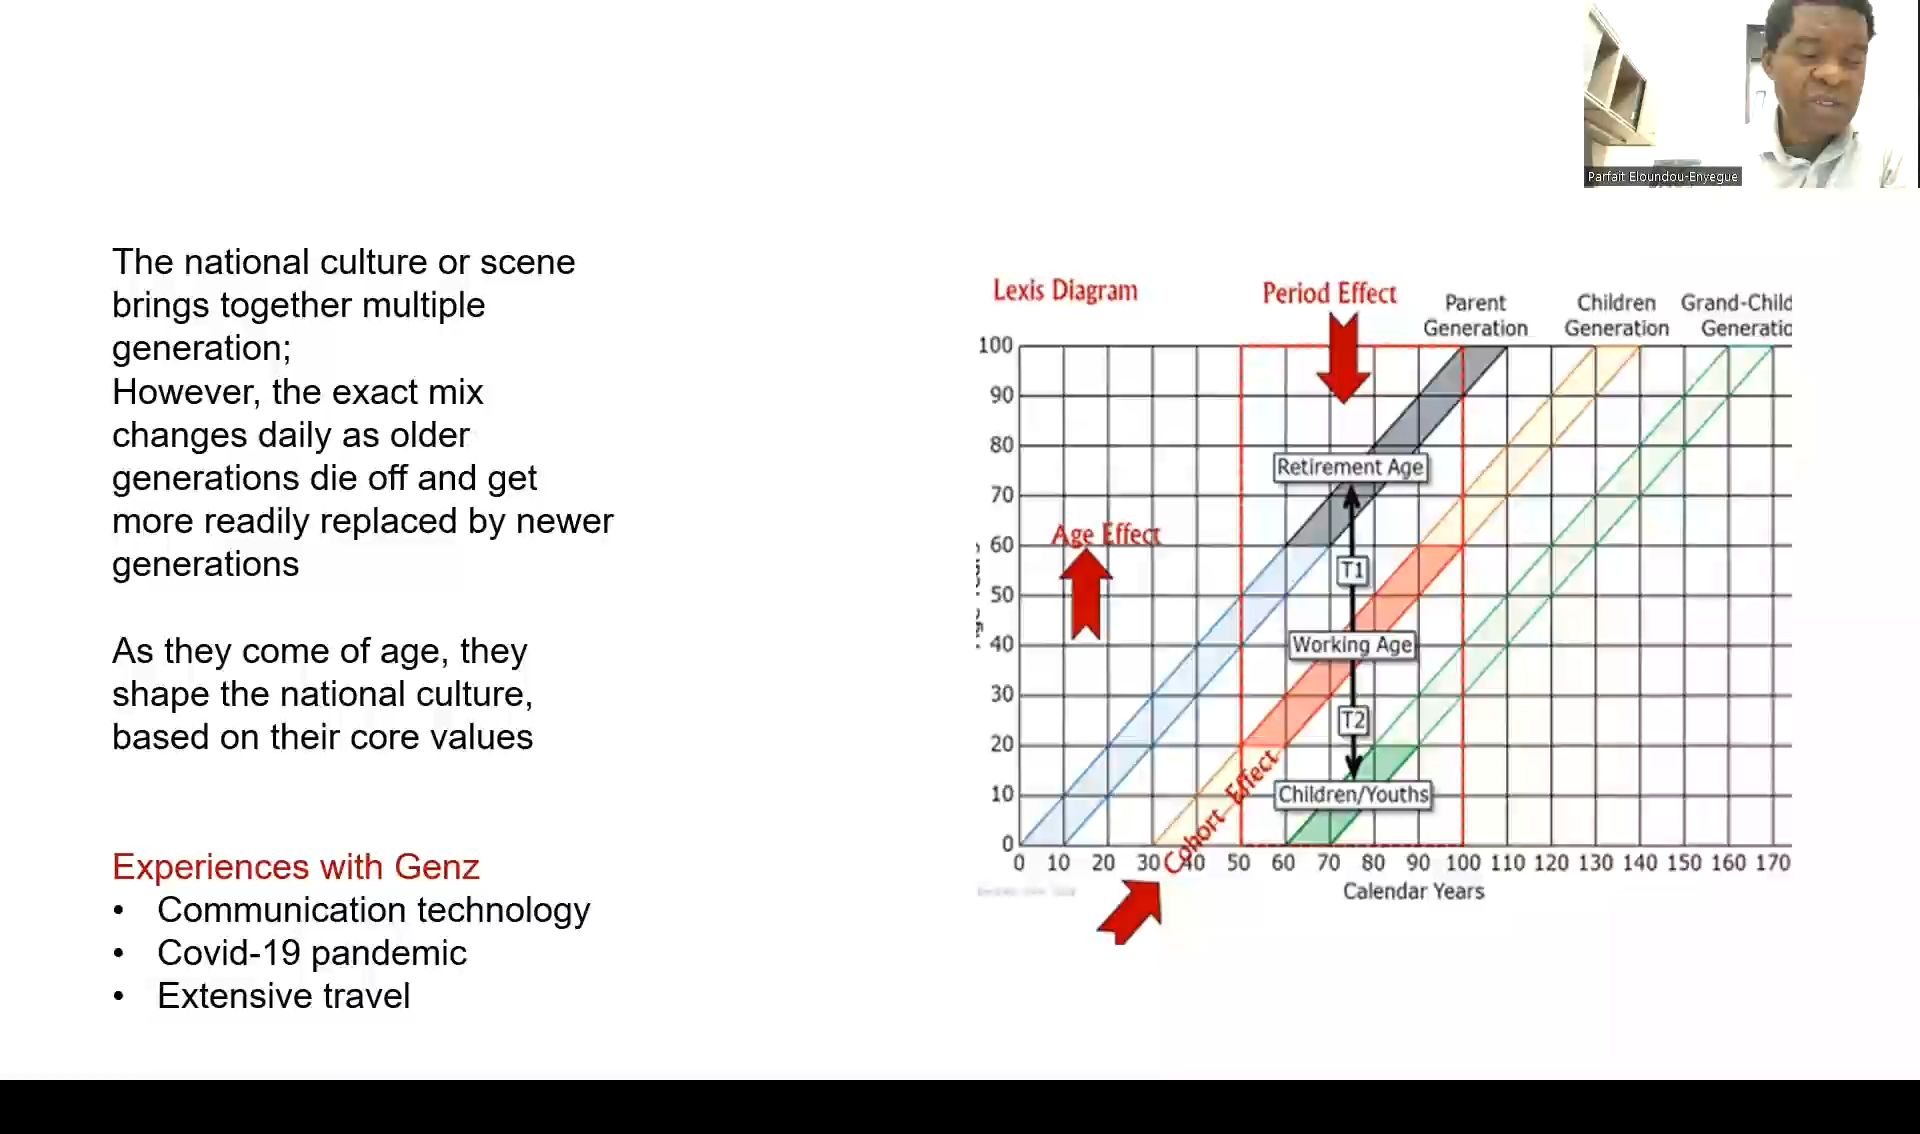 Parfait Eloundou-Enyegue
The national culture or scene
brings together multiple
generation;
However, the exact mix
changes daily as older
generations die off and get
more readily replaced by newer
generations
As they come of age, they
shape the national culture,
based on their core values
Experiences with Genz
• Communication technology
• Covid-19 pandemic
• Extensive travel
Lexis Diagram
Period Effect
Parent
Generation
Children
Generation
Grand-Child
Generatio
100
90
80
Retirement Age
70
Age Effect
60
T1
50
40
Working Age
30
T2
20
10
Children/Youths
Cohort Effect
0
0 10 20 30 40 50 60 70 80 90 100 110 120 130 140 150 160 170
Calendar Years